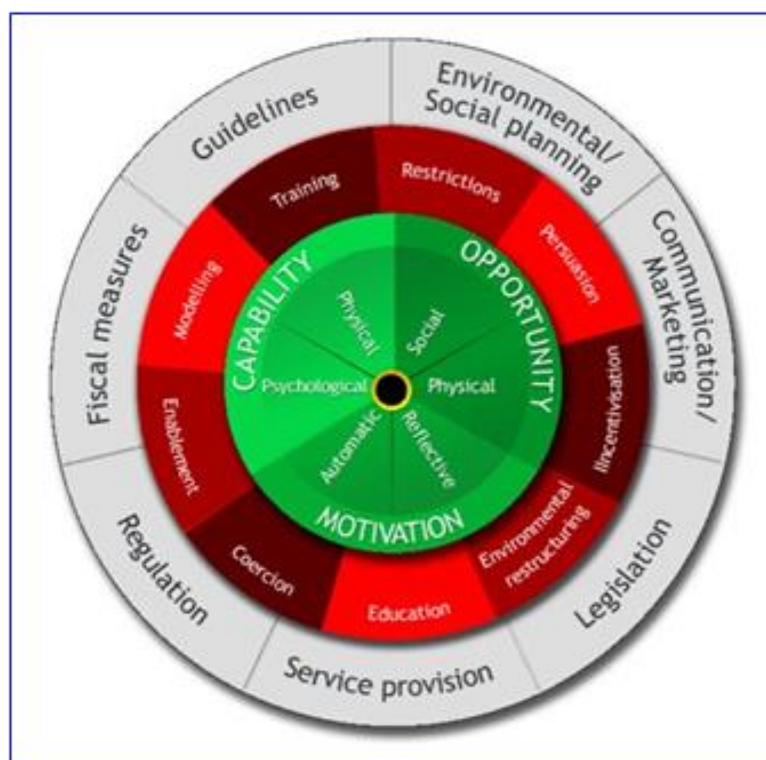 Environmental/
Social planning
Communication/
Marketing
Legislation
Service provision
Regulation
Fiscal measures
Guidelines
Restrictions
Persuasion
IIncentivisation
Environmental
restructuring
Education
Coercion
Enablement
Modelling
Training
CAPABILITY
OPPORTUNITY
MOTIVATION
Physical
Social
Psychological
Physical
Automatic
Reflective